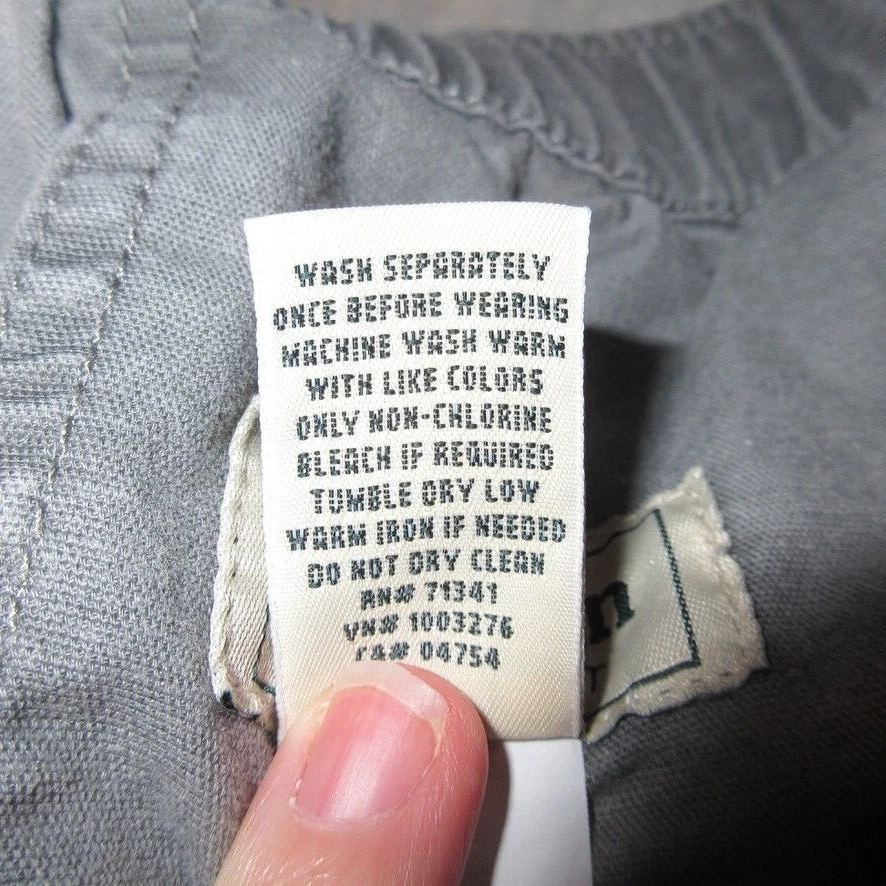 WASH SEPARATELY
ONCE BEFORE WEARING
MACHINE WASH WARM
WITH LIKE COLORS
ONLY NON-CHLORINE
BLEACH IF REQUIRED
TUMBLE DRY LOW
WARM IRON IF NEEDED
DO NOT DRY CLEAN
RN# 71341
VN# 1003276
CA# 04754
n
T